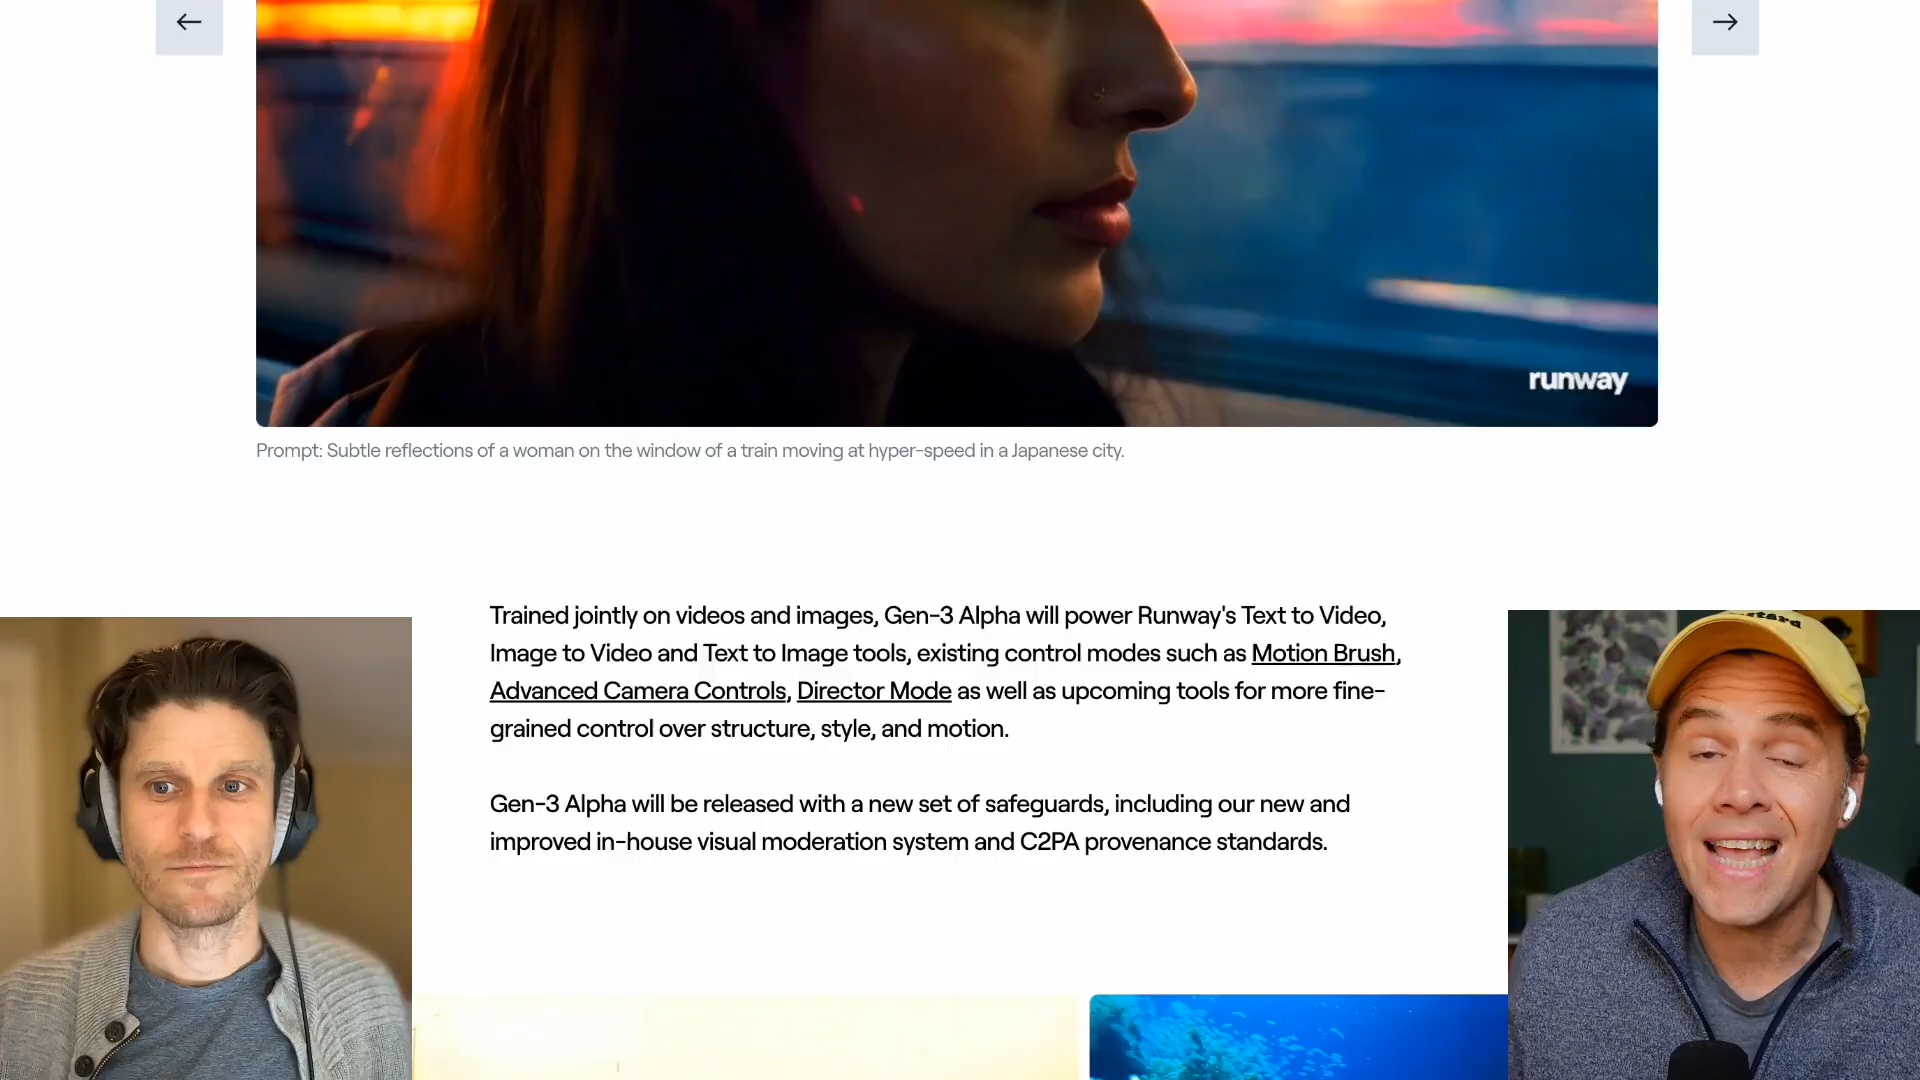 runway
Prompt: Subtle reflections of a woman on the window of a train moving at hyper-speed in a Japanese city.
Trained jointly on videos and images, Gen-3 Alpha will power Runway's Text to Video,
Image to Video and Text to Image tools, existing control modes such as Motion Brush,
Advanced Camera Controls, Director Mode as well as upcoming tools for more fine-
grained control over structure, style, and motion.
Gen-3 Alpha will be released with a new set of safeguards, including our new and
improved in-house visual moderation system and C2PA provenance standards.